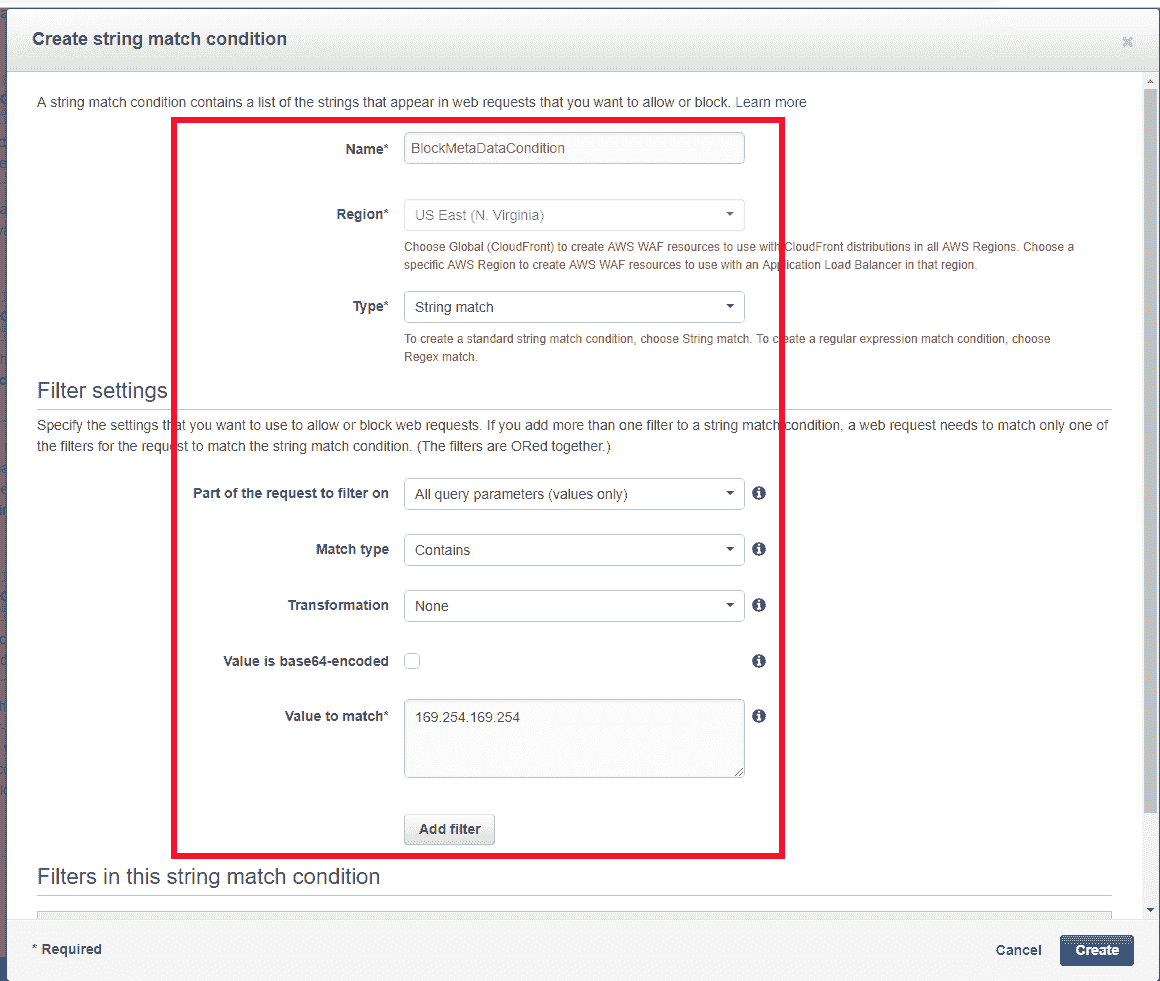 Create string match condition
×
A string match condition contains a list of the strings that appear in web requests that you want to allow or block. Learn more
Name*
BlockMetaDataCondition
Region*
US East (N. Virginia)
Choose Global (CloudFront) to create AWS WAF resources to use with CloudFront distributions in all AWS Regions. Choose a
specific AWS Region to create AWS WAF resources to use with an Application Load Balancer in that region.
Type*
String match
To create a standard string match condition, choose String match. To create a regular expression match condition, choose
Regex match.
Filter settings
Specify the settings that you want to use to allow or block web requests. If you add more than one filter to a string match condition, a web request needs to match only one of
the filters for the request to match the string match condition. (The filters are ORed together.)
Part of the request to filter on
All query parameters (values only)
Match type
Contains
Transformation
None
Value is base64-encoded
Value to match*
169.254.169.254
Add filter
Filters in this string match condition
* Required
Cancel
Create